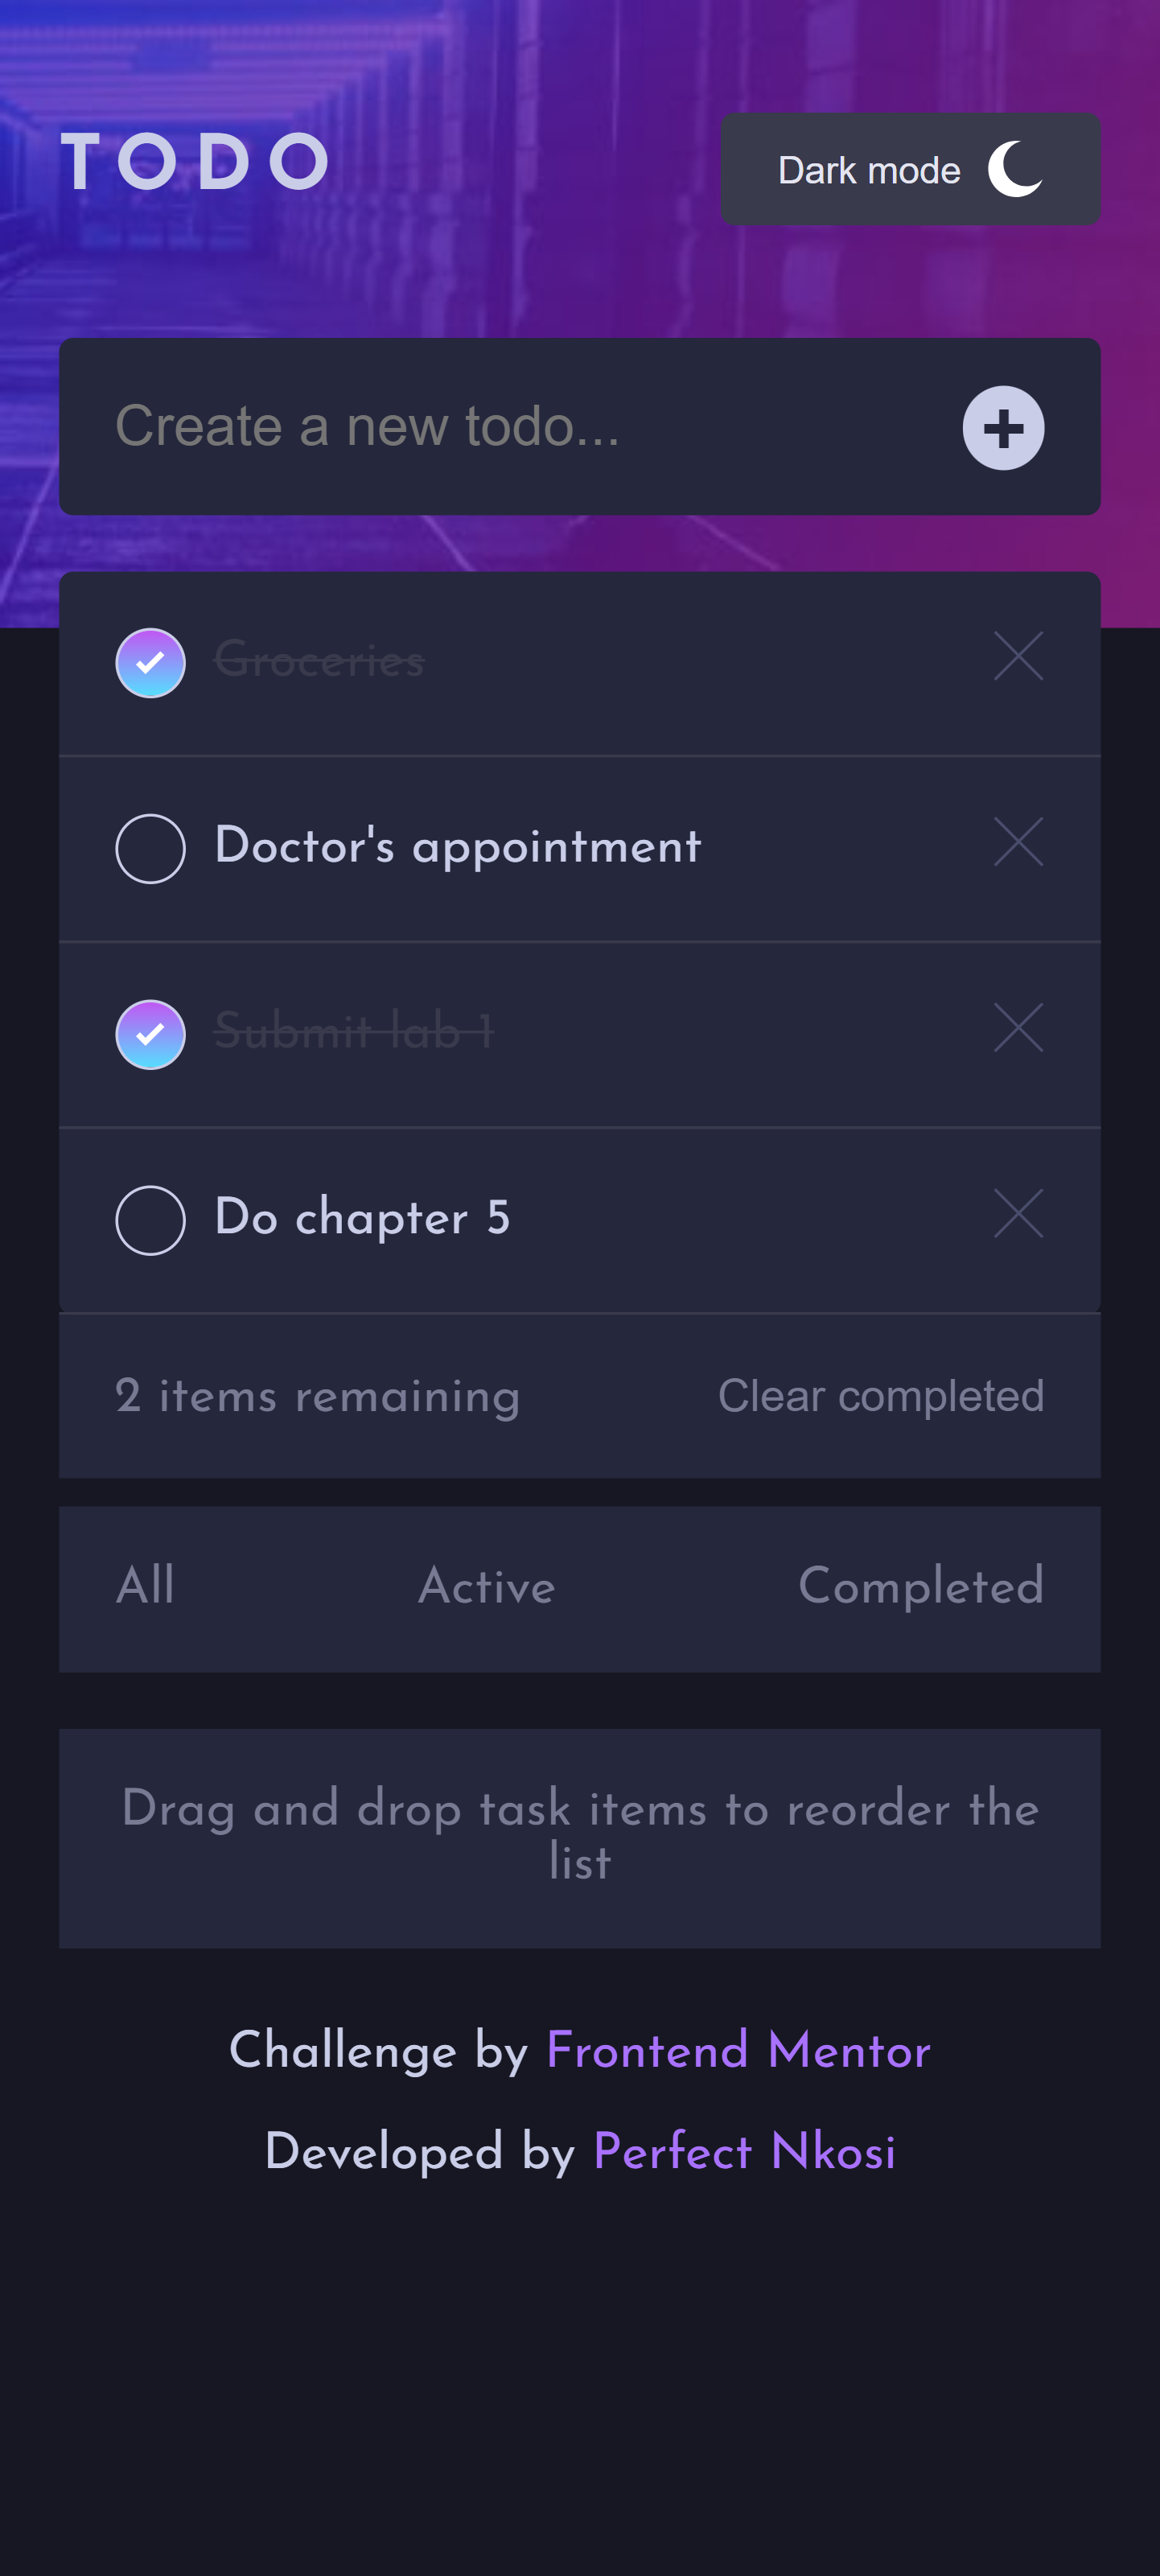 TODO
Dark mode
Create a new todo...
Groceries
Doctor's appointment
Submit lab 1
Do chapter 5
2 items remaining
Clear completed
All
Active
Completed
Drag and drop task items to reorder the
list
Challenge by Frontend Mentor
Developed by Perfect Nkosi